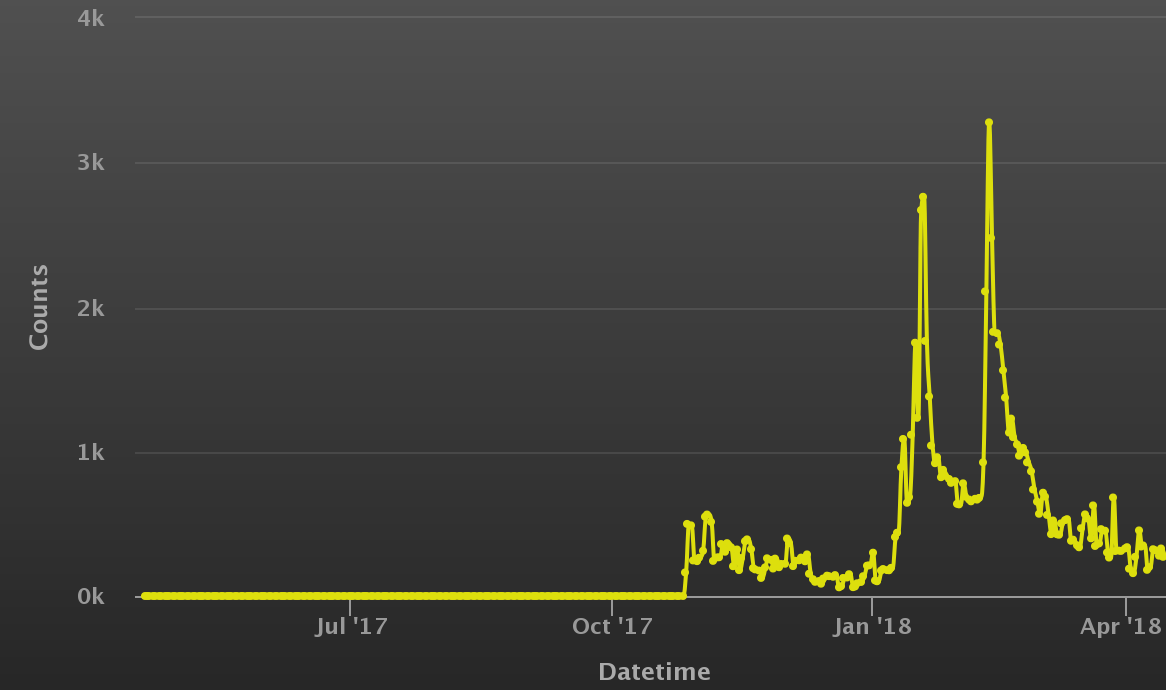 4k
3k
2k
1k
0k
Counts
Jul '17
Oct '17
Jan '18
Apr '18
Datetime